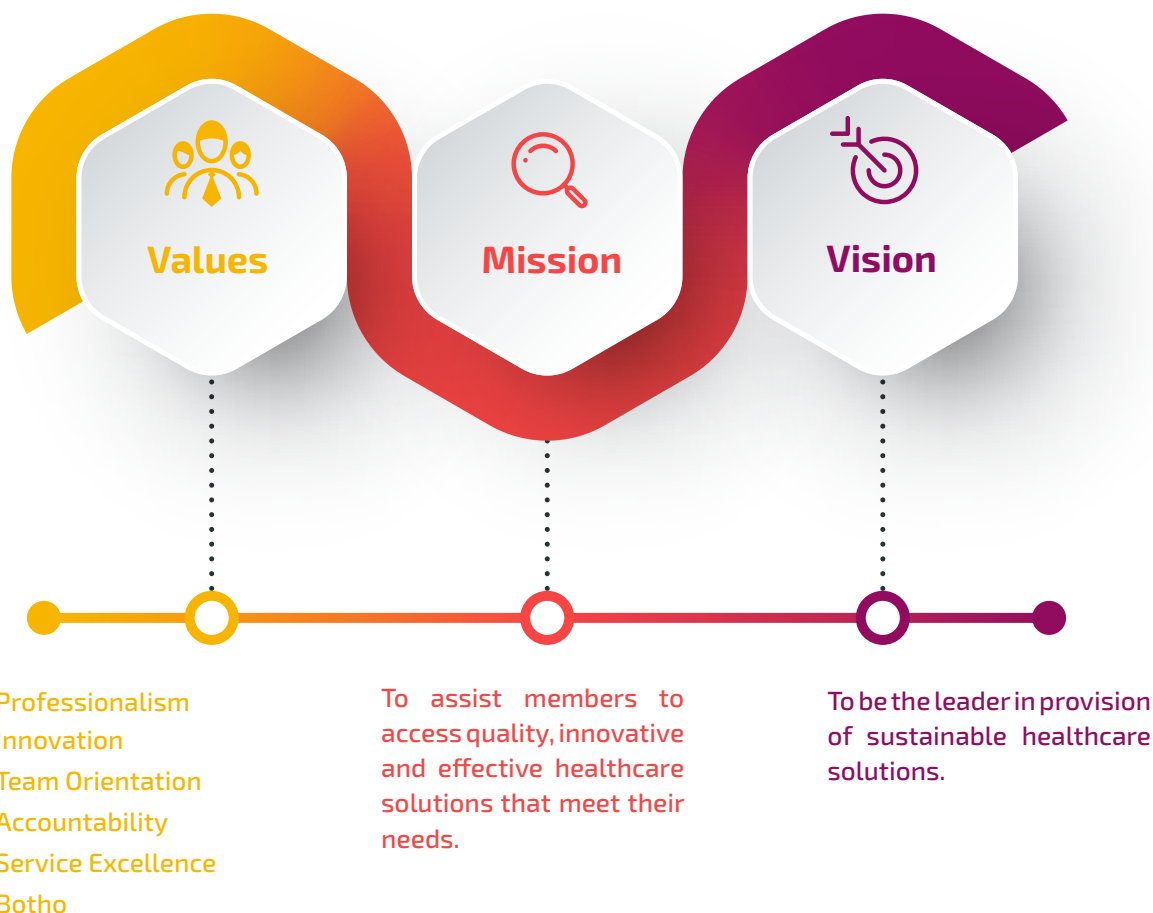 Values
Mission
Vision
Professionalism
Innovation
Team Orientation
Accountability
Service Excellence
Botho
To assist members to
access quality, innovative
and effective healthcare
solutions that meet their
needs.
To be the leader in provision
of sustainable healthcare
solutions.